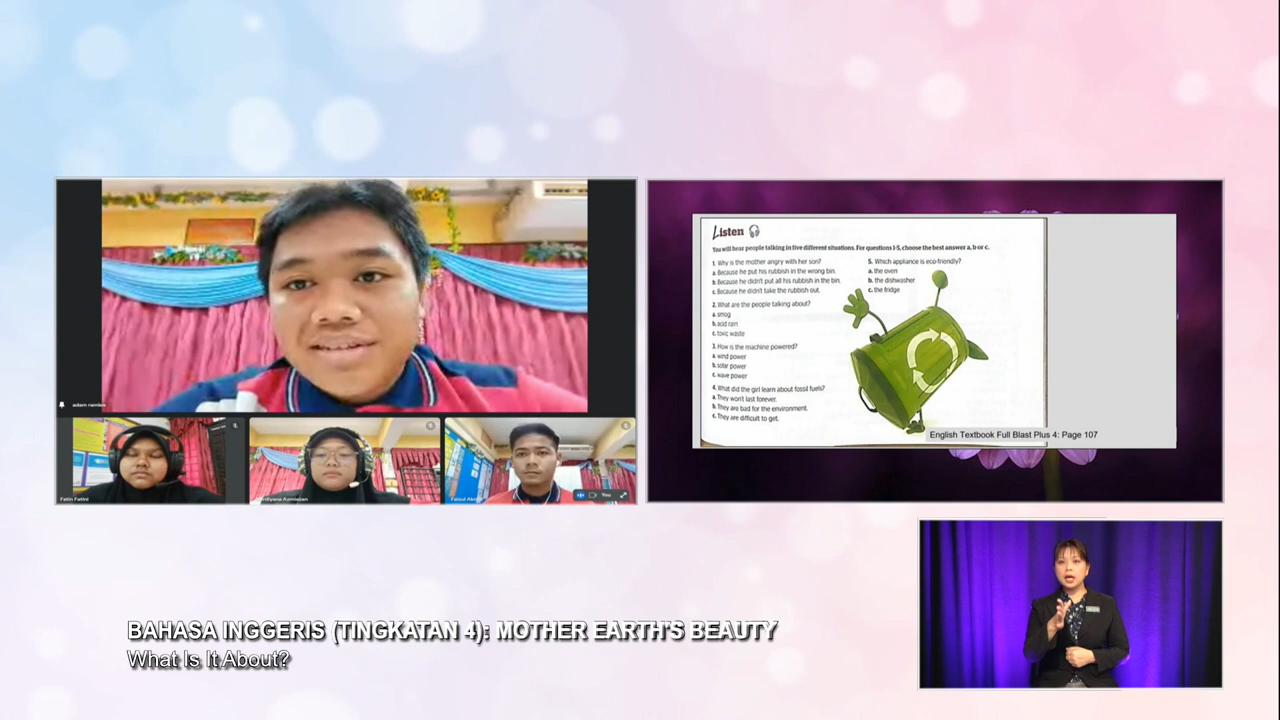 adam ramies
Fatin Fatini
Listen
You will hear people talking in five different situations. For questions 1-5, choose the best answer a, b or c.
1. Why is the mother angry with her son?
a. Because he put his rubbish in the wrong bin.
b. Because he didn't put all his rubbish in the bin.
c. Because he didn't take the rubbish out.
2. What are the people talking about?
a. smog
b. acid rain
c. toxic waste
3. How is the machine powered?
a. wind power
b. solar power
c. wave power
4. What did the girl learn about fossil fuels?
a. They won't last forever.
b. They are bad for the environment.
c. They are difficult to get.
5. Which appliance is eco-friendly?
a. the oven
b. the dishwasher
c. the fridge
English Textbook Full Blast Plus 4: Page 107
You
BAHASA INGGERIS (TINGKATAN 4): MOTHER EARTH'S BEAUTY
What Is It About?